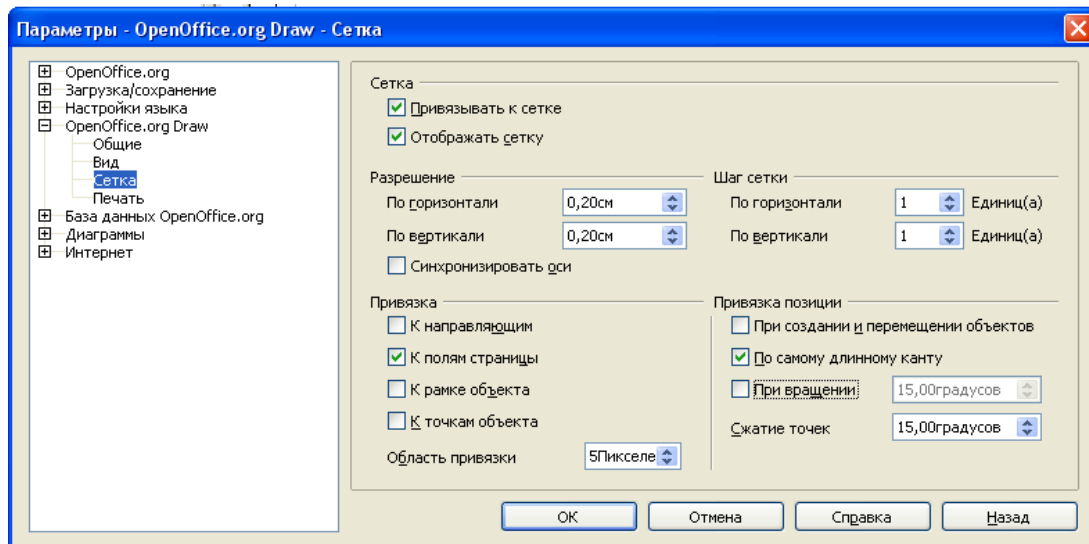 Параметры - OpenOffice.org Draw - Сетка
OpenOffice.org
Загрузка/сохранение
Настройки языка
OpenOffice.org Draw
Общие
Вид
Сетка
Печать
База данных OpenOffice.org
Диаграммы
Интернет
Сетка
Привязывать к сетке
Отображать сетку
Разрешение
По горизонтали 0,20см
По вертикали 0,20см
Синхронизировать оси
Шаг сетки
По горизонтали 1 Единиц(а)
По вертикали 1 Единиц(а)
Привязка
К направляющим
К полям страницы
К рамке объекта
К точкам объекта
Область привязки 5Пикселе
Привязка позиции
При создании и перемещении объектов
По самому длинному канту
При вращении 15,00градусов
Сжатие точек 15,00градусов
ОК Отмена Справка Назад